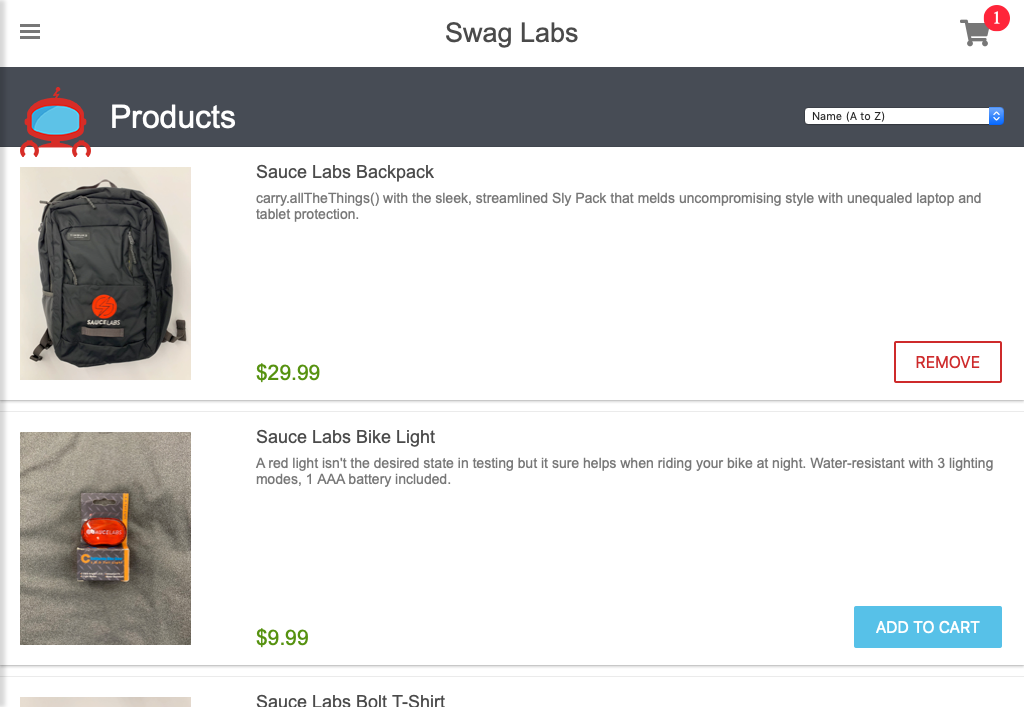 Swag Labs
1
Products
Name (A to Z)
Sauce Labs Backpack
carry.allTheThings() with the sleek, streamlined Sly Pack that melds uncompromising style with unequaled laptop and
tablet protection.
SAUCELABS
$29.99
REMOVE
Sauce Labs Bike Light
A red light isn't the desired state in testing but it sure helps when riding your bike at night. Water-resistant with 3 lighting
modes, 1 AAA battery included.
SAUCELABS
$9.99
ADD TO CART
Sauce Labs Bolt T-Shirt